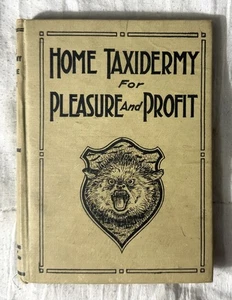 HOME TAXIDERMY
For
PLEASURE And PROFIT